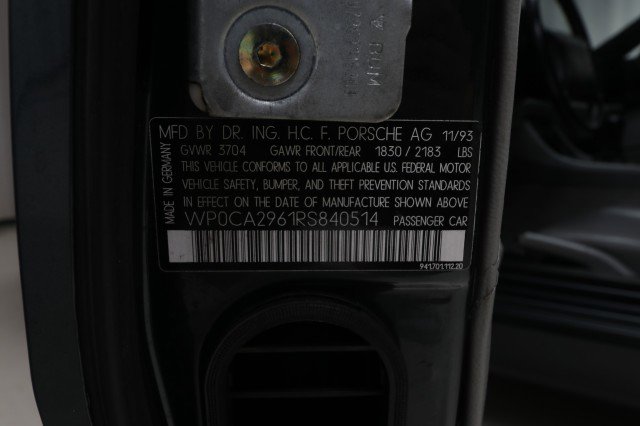 MFD BY DR. ING. H.C. F. PORSCHE AG 11/93
GVWR 3704 GAWR FRONT/REAR 1830 / 2183 LBS
THIS VEHICLE CONFORMS TO ALL APPLICABLE U.S. FEDERAL MOTOR
VEHICLE SAFETY, BUMPER, AND THEFT PREVENTION STANDARDS
IN EFFECT ON THE DATE OF MANUFACTURE SHOWN ABOVE
WP0CA2961RS840514 PASSENGER CAR
941.701.112.20
MADE IN GERMANY